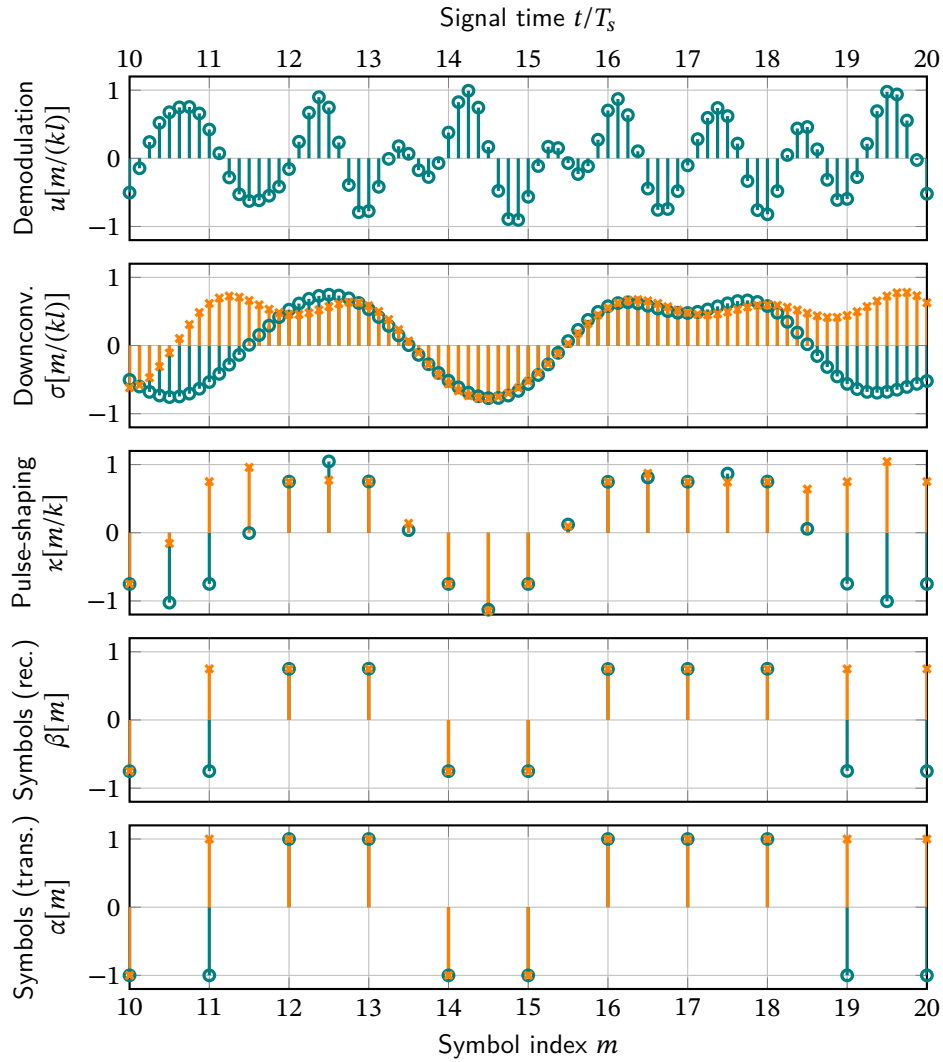 Signal time t/Tₛ
10 11 12 13 14 15 16 17 18 19 20
Demodulation
u[m/(kl)]
1
0
−1
Downconv.
σ[m/(kl)]
1
0
−1
Pulse-shaping
κ[m/k]
1
0
−1
Symbols (rec.)
β[m]
1
0
−1
Symbols (trans.)
α[m]
1
0
−1
10 11 12 13 14 15 16 17 18 19 20
Symbol index m